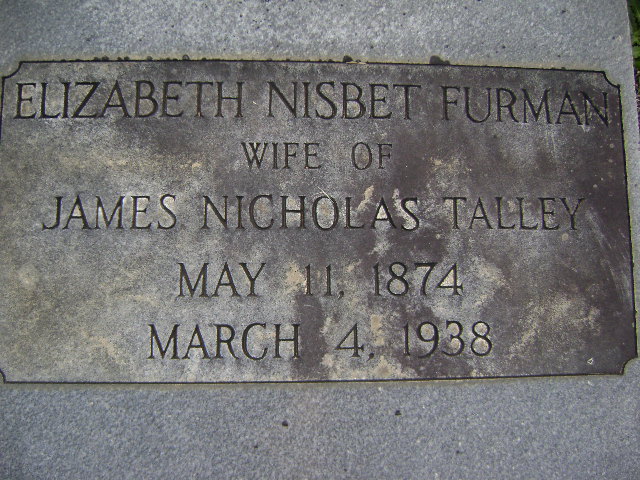 ELIZABETH NISBET FURMAN
WIFE OF
JAMES NICHOLAS TALLEY
MAY 11, 1874
MARCH 4, 1938